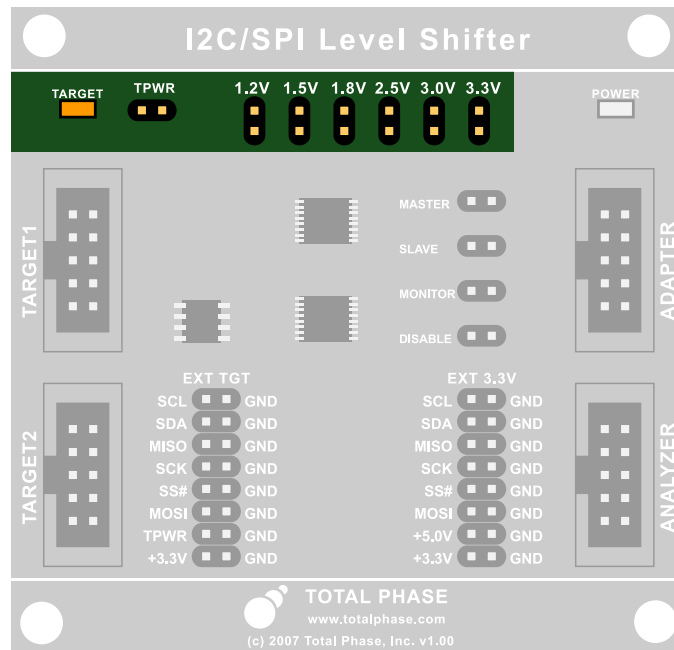 I2C/SPI Level Shifter
TARGET TPWR 1.2V 1.5V 1.8V 2.5V 3.0V 3.3V POWER
MASTER
SLAVE
MONITOR
DISABLE
TARGET1
ADAPTER
EXT TGT
SCL GND
SDA GND
MISO GND
SCK GND
SS# GND
MOSI GND
TPWR GND
+3.3V GND
EXT 3.3V
SCL GND
SDA GND
MISO GND
SCK GND
SS# GND
MOSI GND
+5.0V GND
+3.3V GND
TARGET2
ANALYZER
TOTAL PHASE
www.totalphase.com
(c) 2007 Total Phase, Inc. v1.00